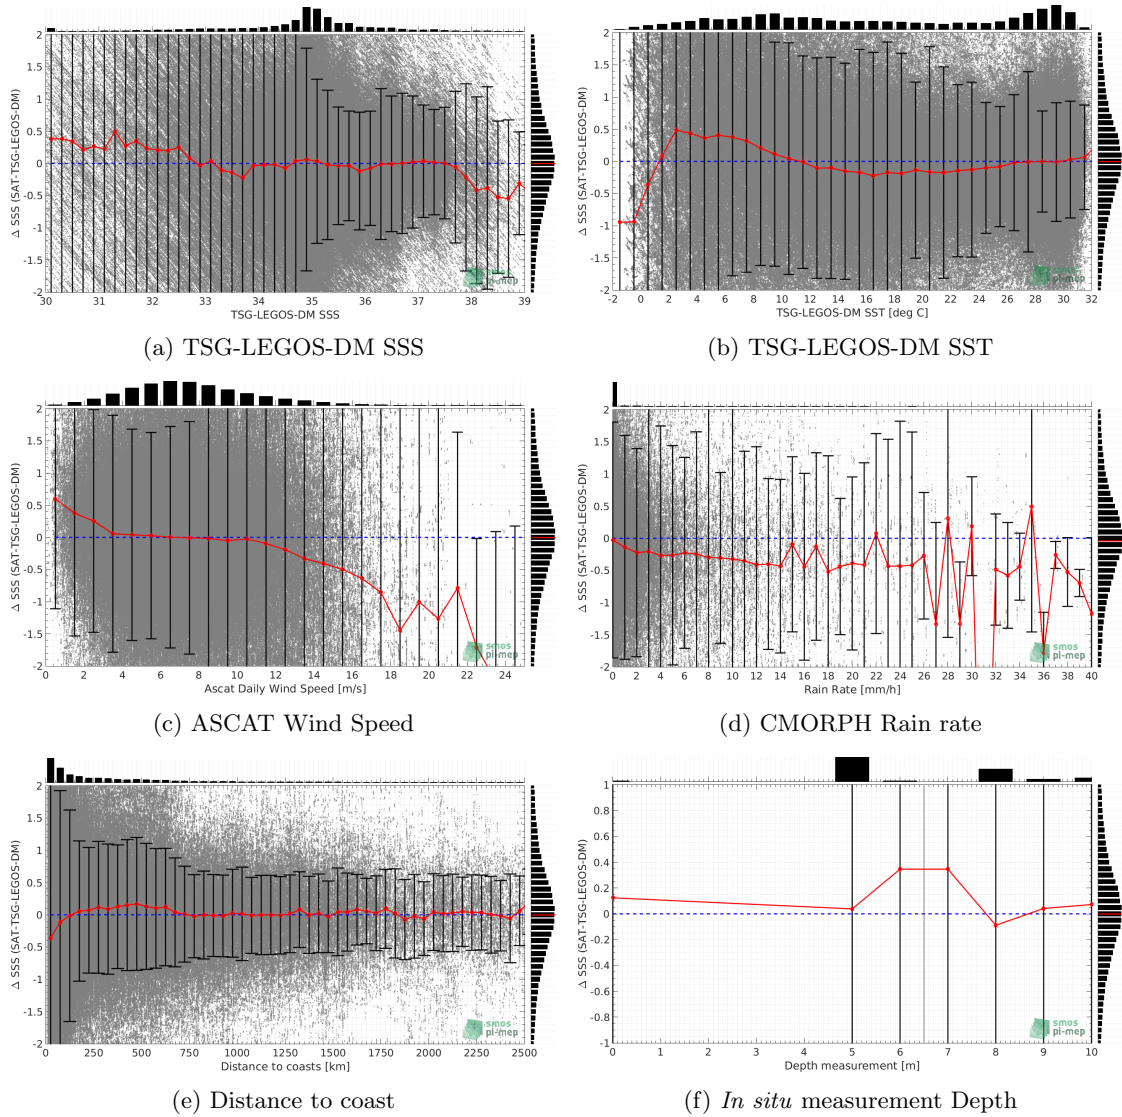 2
1.5
1
0.5
0
-0.5
-1
-1.5
-2
Δ SSS (SAT-TSG-LEGOS-DM)
30 31 32 33 34 35 36 37 38 39
TSG-LEGOS-DM SSS
smos
pi-mep
(a) TSG-LEGOS-DM SSS
2
1.5
1
0.5
0
-0.5
-1
-1.5
-2
Δ SSS (SAT-TSG-LEGOS-DM)
-2 0 2 4 6 8 10 12 14 16 18 20 22 24 26 28 30 32
TSG-LEGOS-DM SST [deg C]
smos
pi-mep
(b) TSG-LEGOS-DM SST
2
1.5
1
0.5
0
-0.5
-1
-1.5
-2
Δ SSS (SAT-TSG-LEGOS-DM)
0 2 4 6 8 10 12 14 16 18 20 22 24
Ascat Daily Wind Speed [m/s]
smos
pi-mep
(c) ASCAT Wind Speed
2
1.5
1
0.5
0
-0.5
-1
-1.5
-2
Δ SSS (SAT-TSG-LEGOS-DM)
0 2 4 6 8 10 12 14 16 18 20 22 24 26 28 30 32 34 36 38 40
Rain Rate [mm/h]
smos
pi-mep
(d) CMORPH Rain rate
2
1.5
1
0.5
0
-0.5
-1
-1.5
-2
Δ SSS (SAT-TSG-LEGOS-DM)
0 250 500 750 1000 1250 1500 1750 2000 2250 2500
Distance to coasts [km]
smos
pi-mep
(e) Distance to coast
1
0.8
0.6
0.4
0.2
0
-0.2
-0.4
-0.6
-0.8
-1
Δ SSS (SAT-TSG-LEGOS-DM)
0 1 2 3 4 5 6 7 8 9 10
Depth measurement [m]
smos
pi-mep
(f) In situ measurement Depth